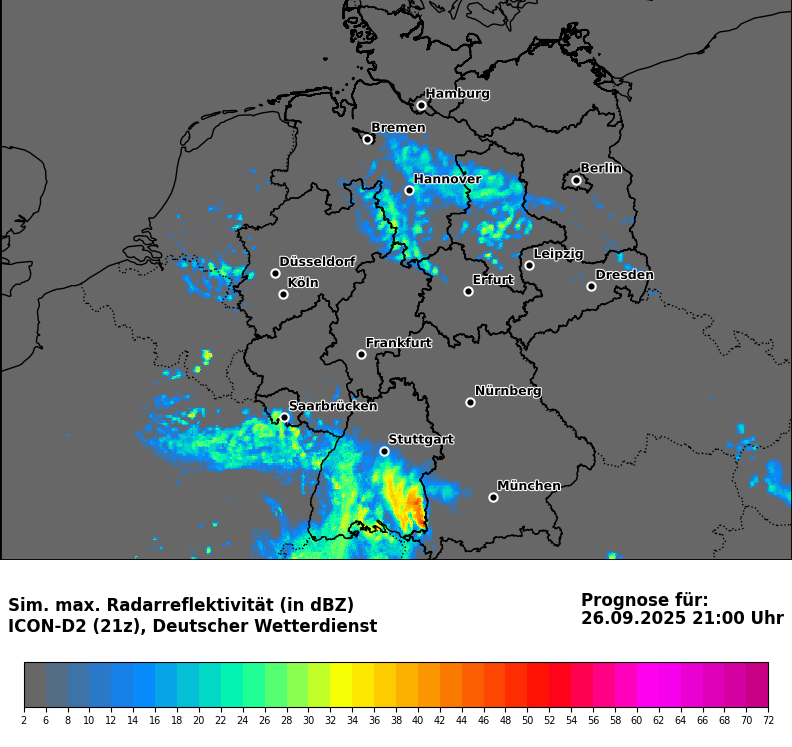 Hamburg
Bremen
Berlin
Hannover
Leipzig
Düsseldorf
Dresden
Köln
Erfurt
Frankfurt
Nürnberg
Saarbrücken
Stuttgart
München
Sim. max. Radarreflektivität (in dBZ)
ICON-D2 (21z), Deutscher Wetterdienst
Prognose für:
26.09.2025 21:00 Uhr
2 6 8 10 12 14 16 18 20 22 24 26 28 30 32 34 36 38 40 42 44 46 48 50 52 54 56 58 60 62 64 66 68 70 72